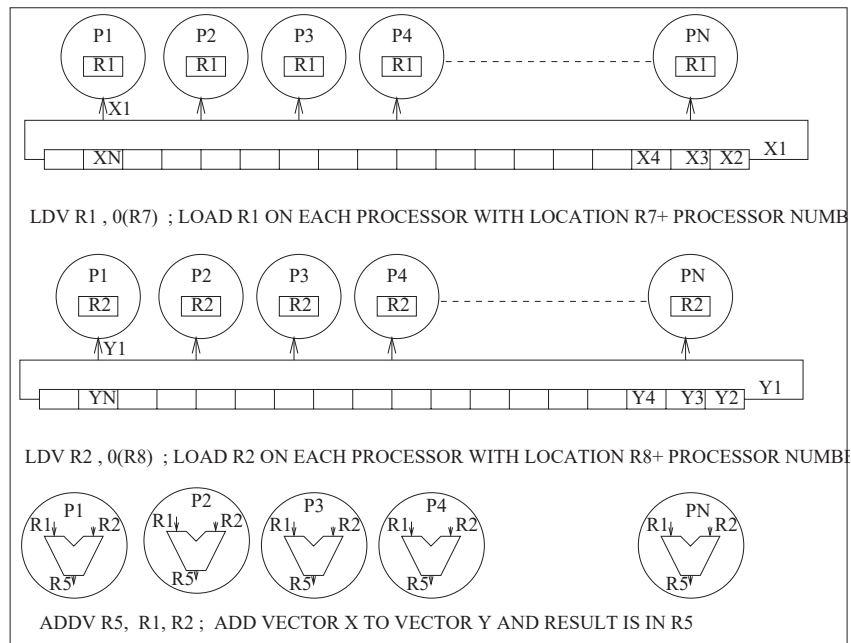 P1 P2 P3 P4 PN
R1 R1 R1 R1 R1
X1
XN X4 X3 X2 X1
LDV R1 , 0(R7) ; LOAD R1 ON EACH PROCESSOR WITH LOCATION R7+ PROCESSOR NUMB
P1 P2 P3 P4 PN
R2 R2 R2 R2 R2
Y1
YN Y4 Y3 Y2 Y1
LDV R2 , 0(R8) ; LOAD R2 ON EACH PROCESSOR WITH LOCATION R8+ PROCESSOR NUMBE
P1 P2 P3 P4 PN
R1 R2 R1 R2 R1 R2 R1 R2 R1 R2
R5 R5 R5 R5 R5
ADDV R5, R1, R2 ; ADD VECTOR X TO VECTOR Y AND RESULT IS IN R5